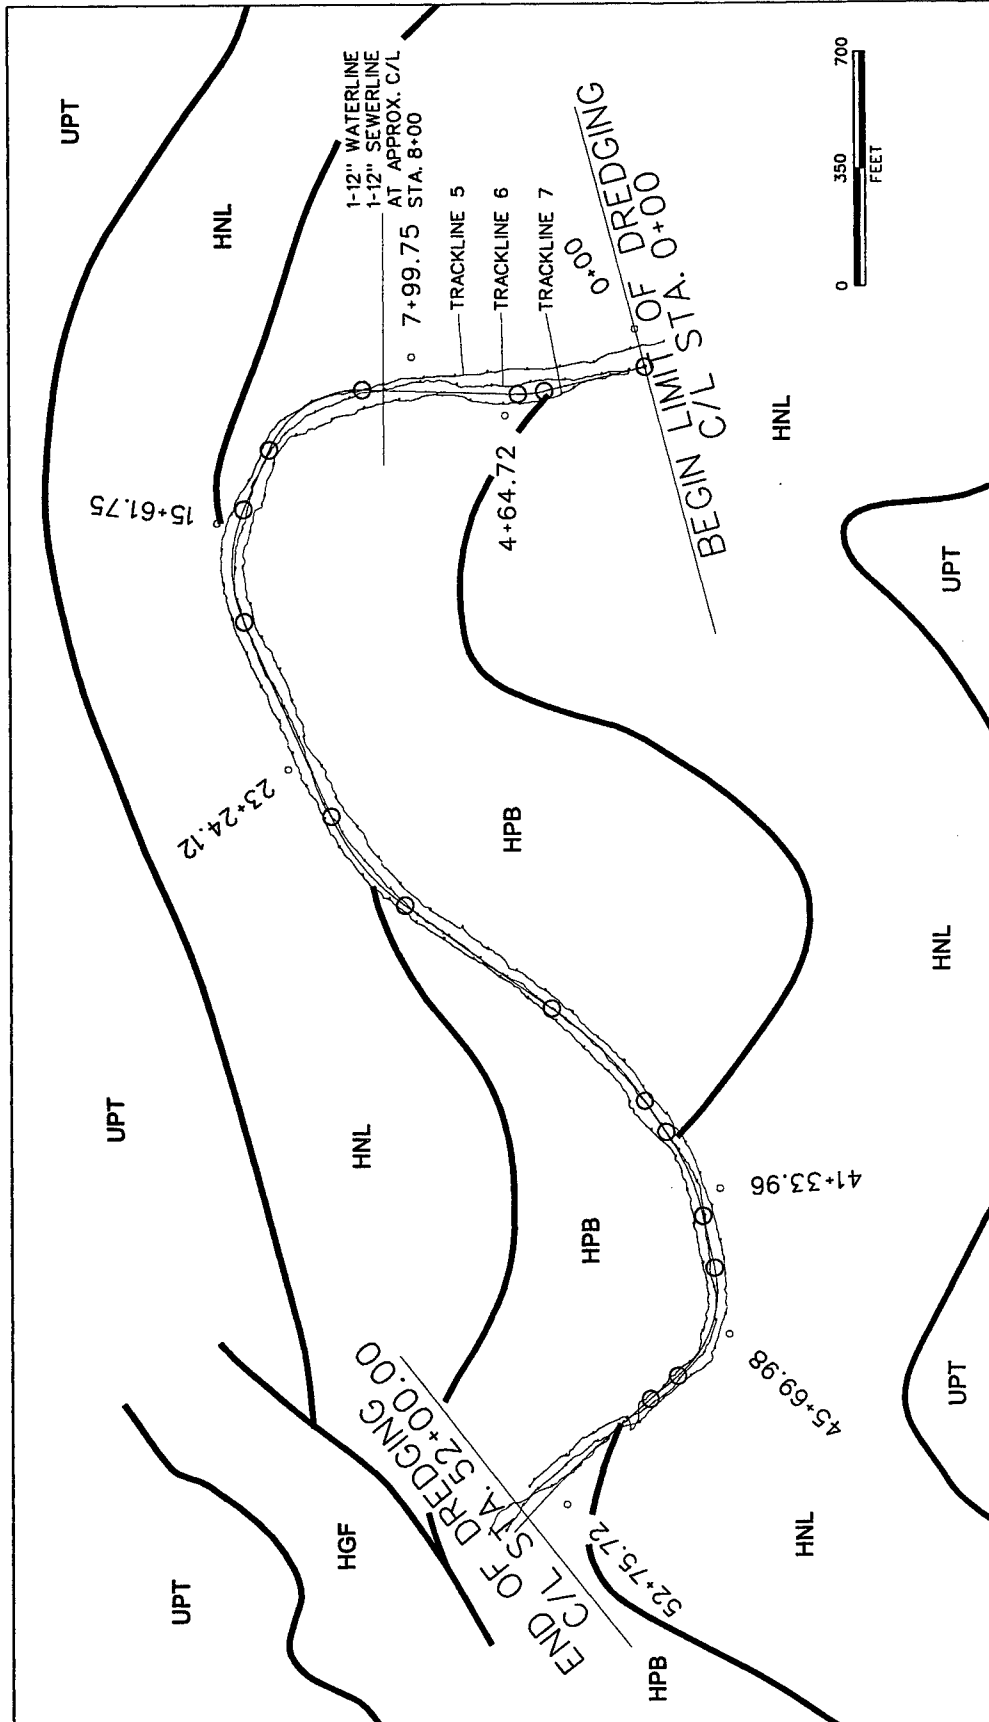 UPT
HNL
1-12" WATERLINE
1-12" SEWERLINE
AT APPROX. C/L
STA. 8+00
7+99.75
TRACKLINE 5
TRACKLINE 6
TRACKLINE 7
0+00
BEGIN LIMIT OF DREDGING
C/L STA. 0+00
0 350 700
FEET
15+61.75
4+64.72
HNL
UPT
23+24.12
HPB
HNL
UPT
HNL
HPB
41+33.96
45+69.98
UPT
END OF DREDGING
C/L STA. 52+00.00
52+75.72
HGF
HNL
UPT
HPB